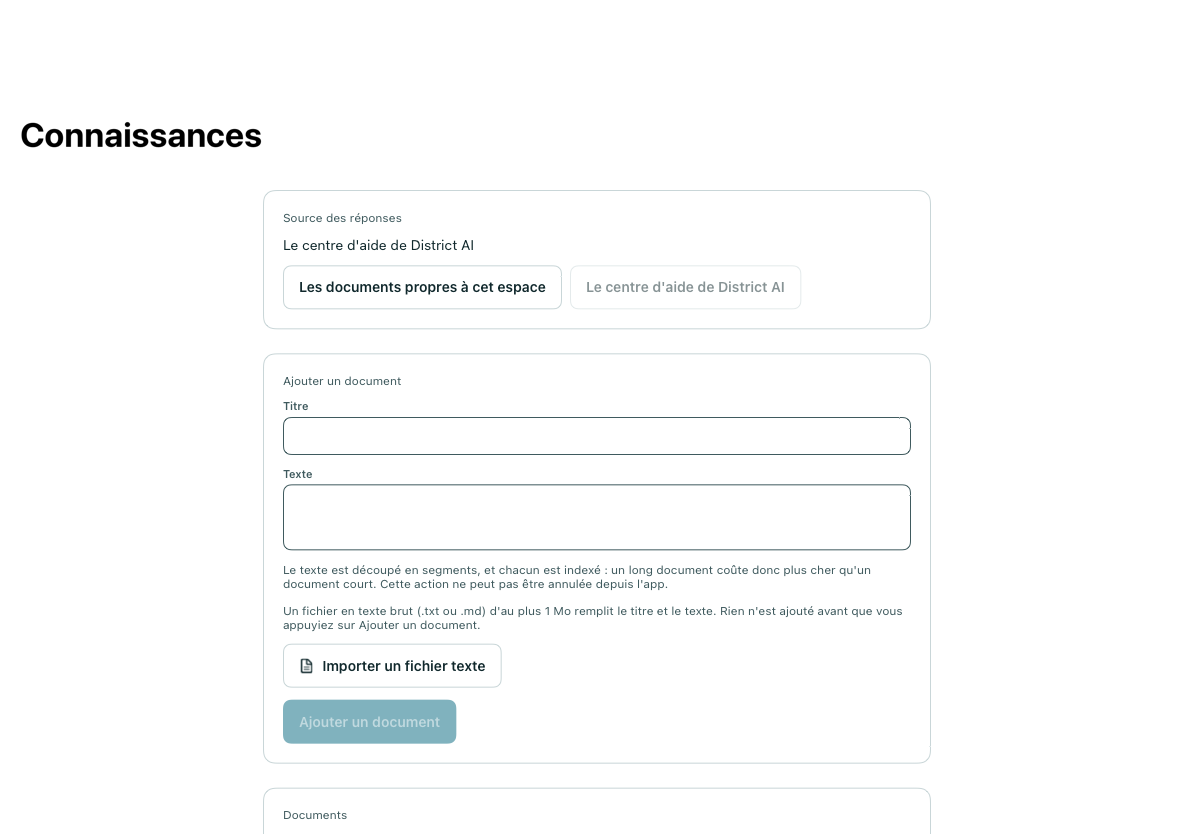 Connaissances
Source des réponses
Le centre d'aide de District AI
Les documents propres à cet espace
Le centre d'aide de District AI
Ajouter un document
Titre
Texte
Le texte est découpé en segments, et chacun est indexé : un long document coûte donc plus cher qu'un
document court. Cette action ne peut pas être annulée depuis l'app.
Un fichier en texte brut (.txt ou .md) d'au plus 1 Mo remplit le titre et le texte. Rien n'est ajouté avant que vous
appuyiez sur Ajouter un document.
Importer un fichier texte
Ajouter un document
Documents